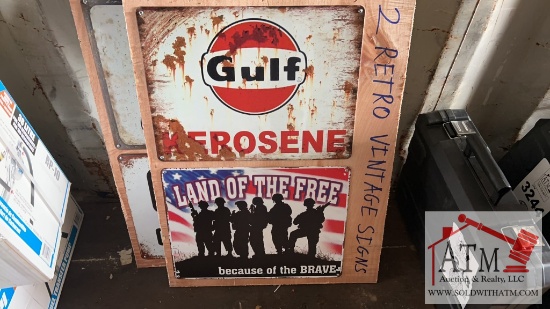 Gulf
KEROSENE
LAND OF THE FREE
because of the BRAVE
2 RETRO VINTAGE SIGNS
324
ATM
Auction & Realty, LLC
WWW.SOLDWITHATM.COM